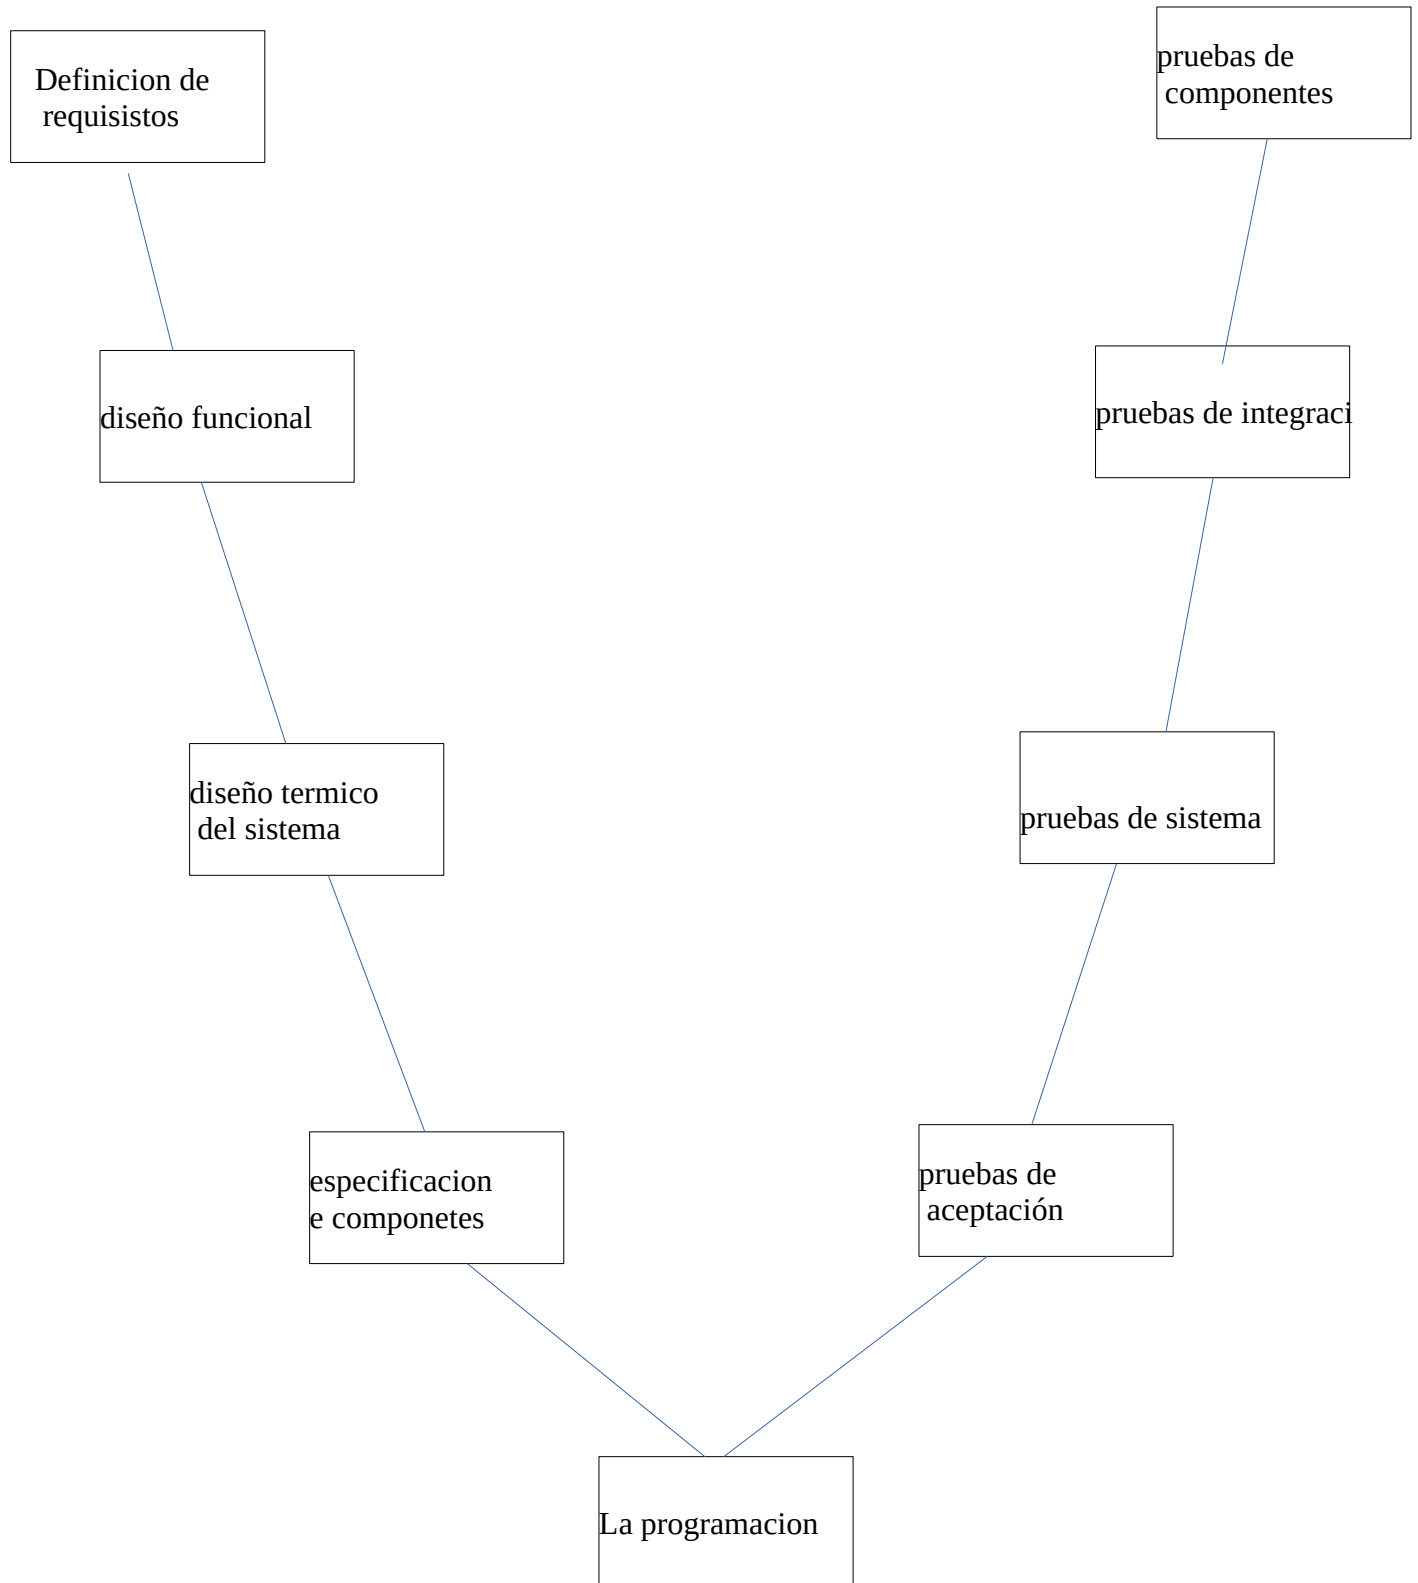 Definicion de
requisistos
pruebas de
componentes
diseño funcional
pruebas de integraci
diseño termico
del sistema
pruebas de sistema
especificacion
e componetes
pruebas de
aceptación
La programacion